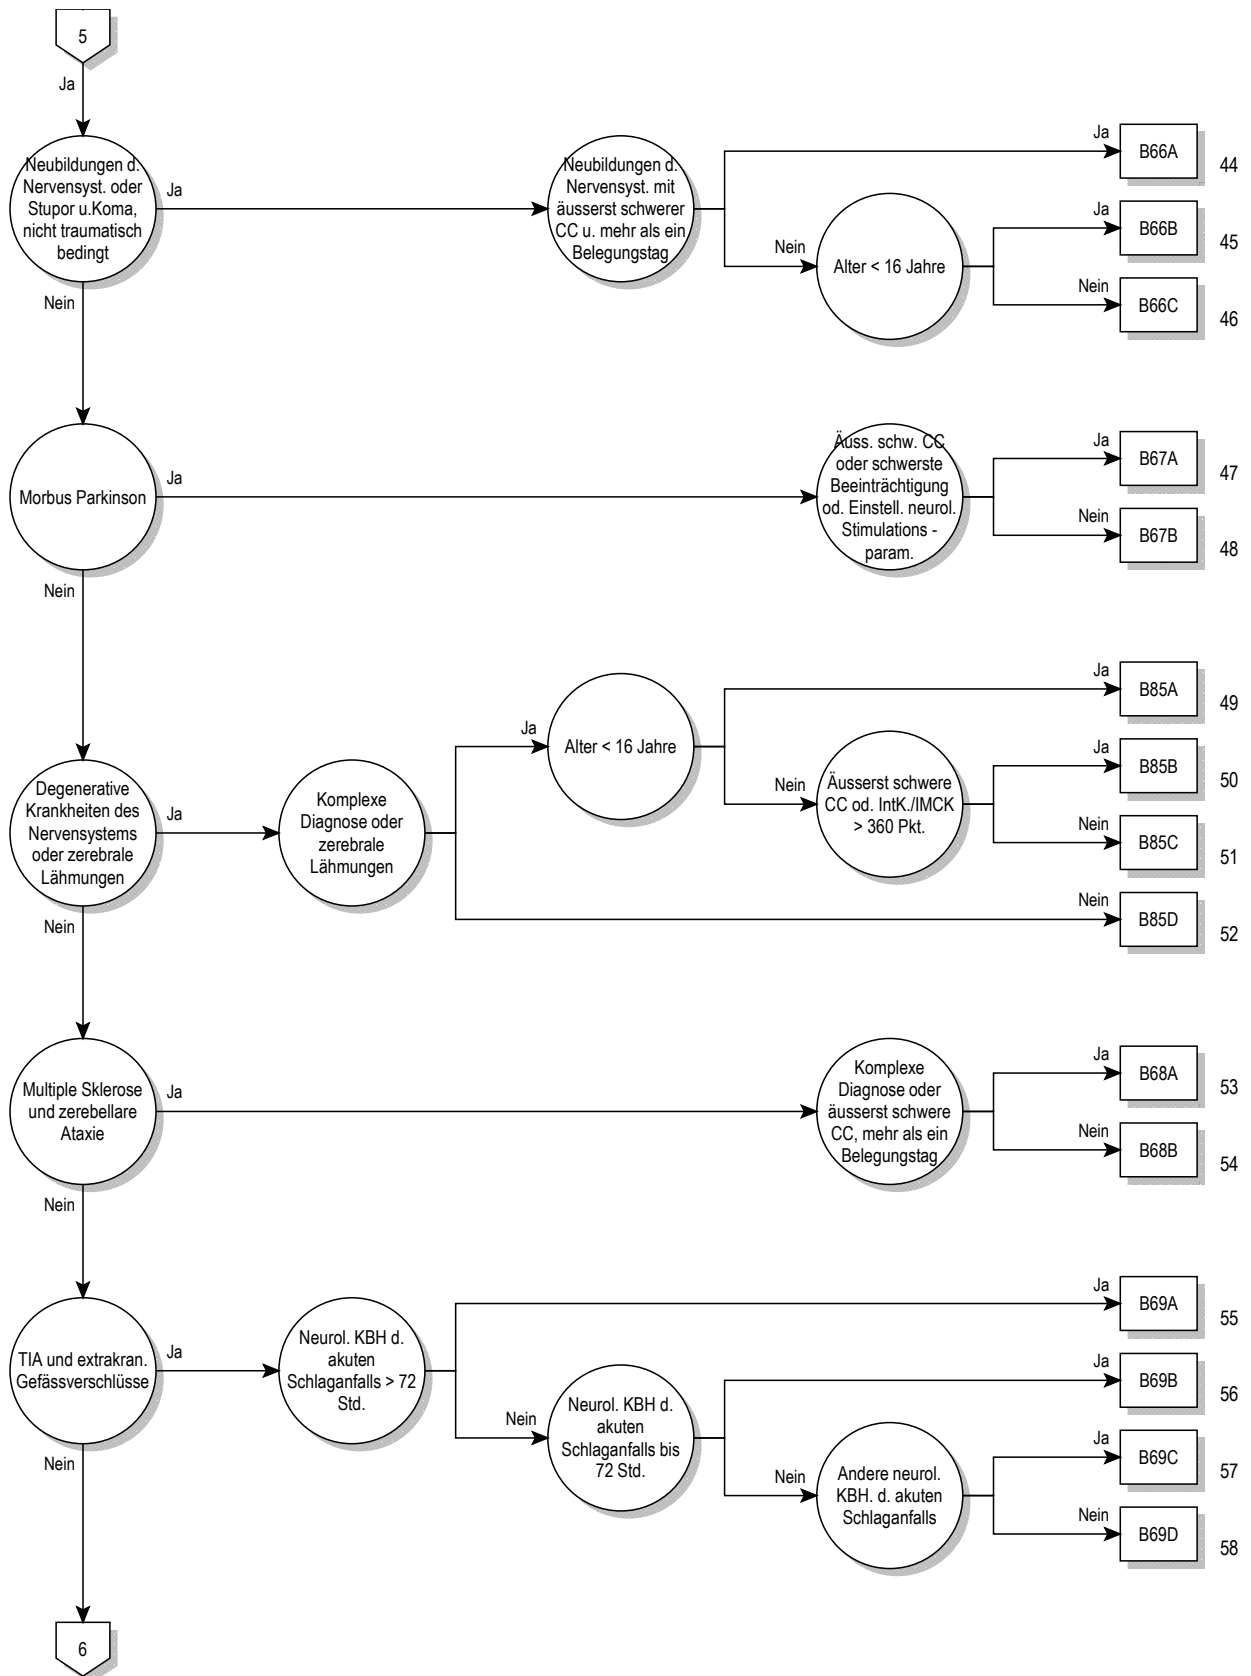 5
Ja
Neubildungen d.
Nervensyst. oder
Stupor u.Koma,
nicht traumatisch
bedingt
Ja
Nein
Neubildungen d.
Nervensyst. mit
äusserst schwerer
CC u. mehr als ein
Belegungstag
Ja
B66A
44
Nein
Alter < 16 Jahre
Ja
B66B
45
Nein
B66C
46
Morbus Parkinson
Ja
Nein
Äuss. schw. CC
oder schwerste
Beeinträchtigung
od. Einstell. neurol.
Stimulations -
param.
Ja
B67A
47
Nein
B67B
48
Degenerative
Krankheiten des
Nervensystems
oder zerebrale
Lähmungen
Ja
Nein
Komplexe
Diagnose oder
zerebrale
Lähmungen
Ja
Alter < 16 Jahre
Ja
B85A
49
Nein
Äusserst schwere
CC od. IntK./IMCK
> 360 Pkt.
Ja
B85B
50
Nein
B85C
51
Nein
B85D
52
Multiple Sklerose
und zerebellare
Ataxie
Ja
Nein
Komplexe
Diagnose oder
äusserst schwere
CC, mehr als ein
Belegungstag
Ja
B68A
53
Nein
B68B
54
TIA und extrakran.
Gefässverschlüsse
Ja
Nein
Neurol. KBH d.
akuten
Schlaganfalls > 72
Std.
Ja
B69A
55
Nein
Neurol. KBH d.
akuten
Schlaganfalls bis
72 Std.
Ja
B69B
56
Nein
Andere neurol.
KBH. d. akuten
Schlaganfalls
Ja
B69C
57
Nein
B69D
58
6